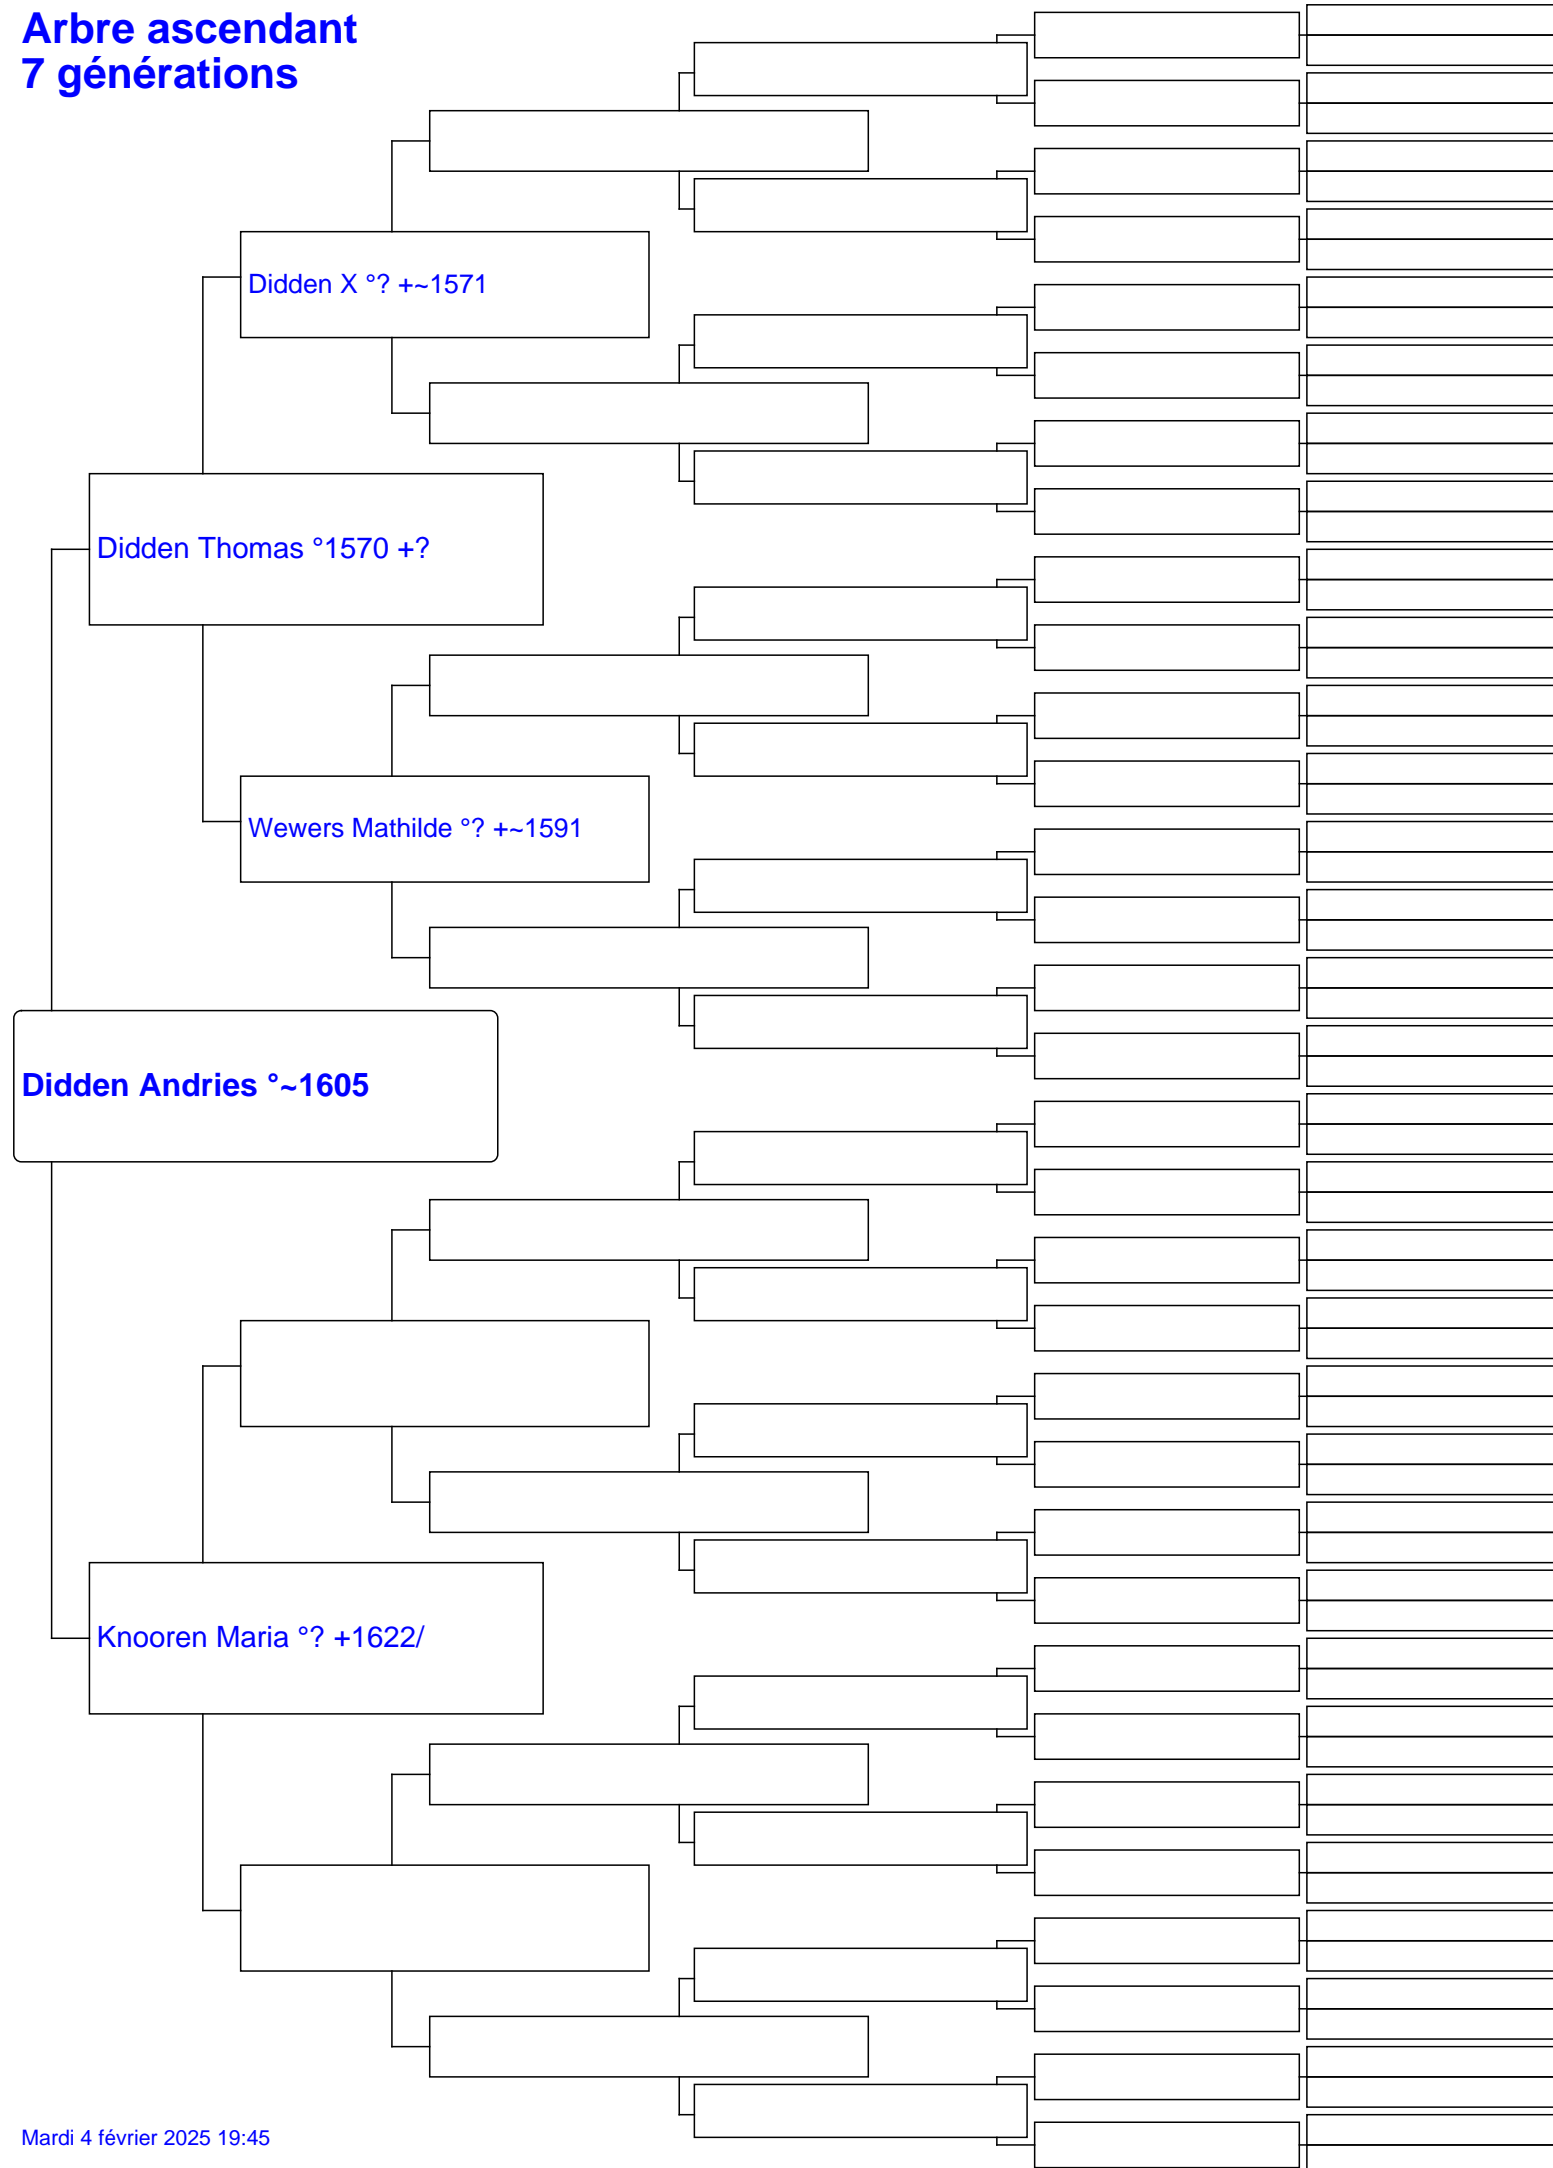 Arbre ascendant
7 générations
Didden X °? +~1571
Didden Thomas °1570 +?
Wewers Mathilde °? +~1591
Didden Andries °~1605
Knooren Maria °? +1622/
Mardi 4 février 2025 19:45